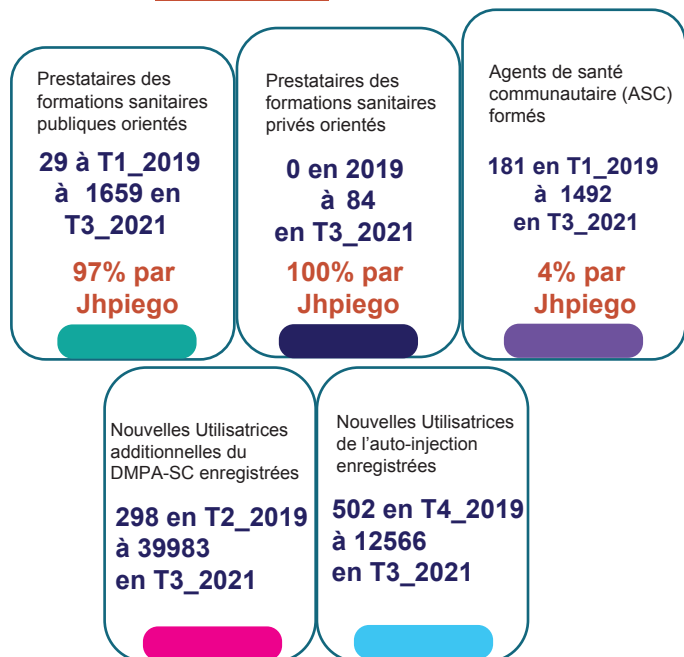 Prestataires des
formations sanitaires
publiques orientés
29 à T1_2019
à 1659 en
T3_2021
97% par
Jhpiego
Prestataires des
formations sanitaires
privés orientés
0 en 2019
à 84
en T3_2021
100% par
Jhpiego
Agents de santé
communautaire (ASC)
formés
181 en T1_2019
à 1492
en T3_2021
4% par
Jhpiego
Nouvelles Utilisatrices
additionnelles du
DMPA-SC enregistrées
298 en T2_2019
à 39983
en T3_2021
Nouvelles Utilisatrices
de l'auto-injection
enregistrées
502 en T4_2019
à 12566
en T3_2021